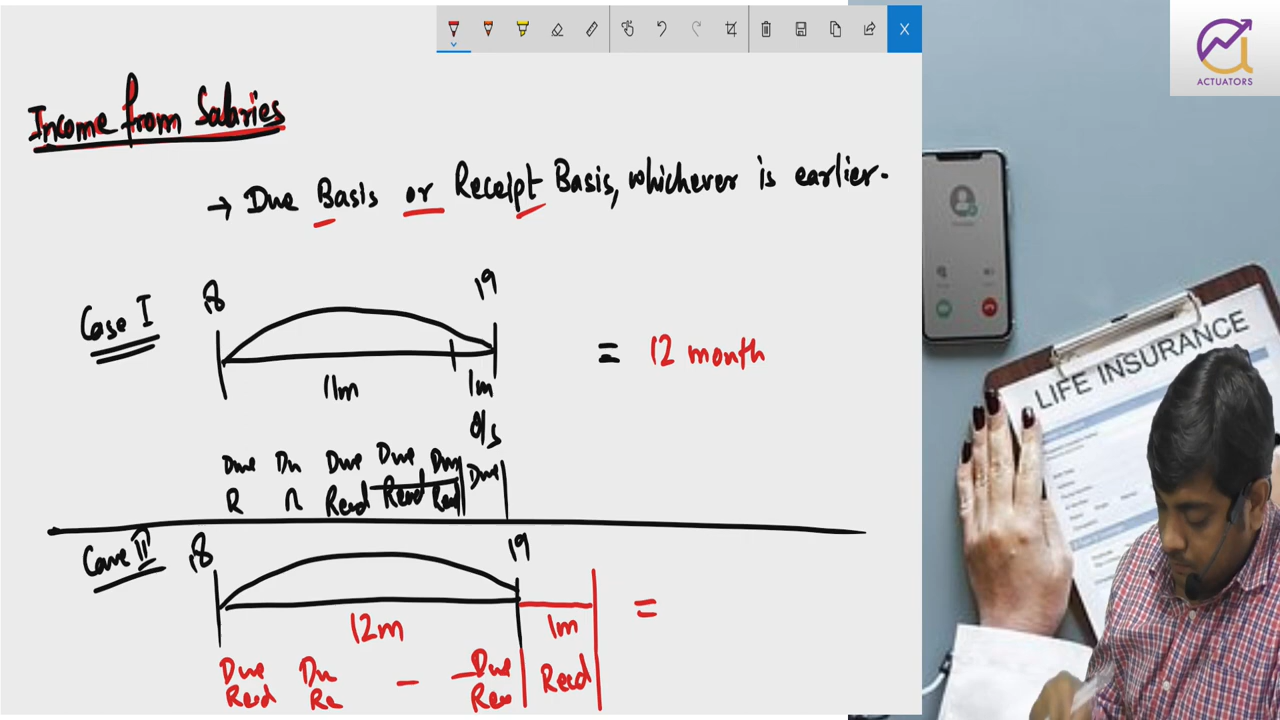 Income from Salaries
→ Due Basis or Receipt Basis, whichever is earlier.
Case I
18
19
11m
1m
= 12 month
O/s
Due Du Due Due Due Due
R R Recd Recd Recd
Case II
18
19
12m
1m
=
Due Du - Due Recd
Recd Re Rec
ACTUATORS
LIFE INSURANCE